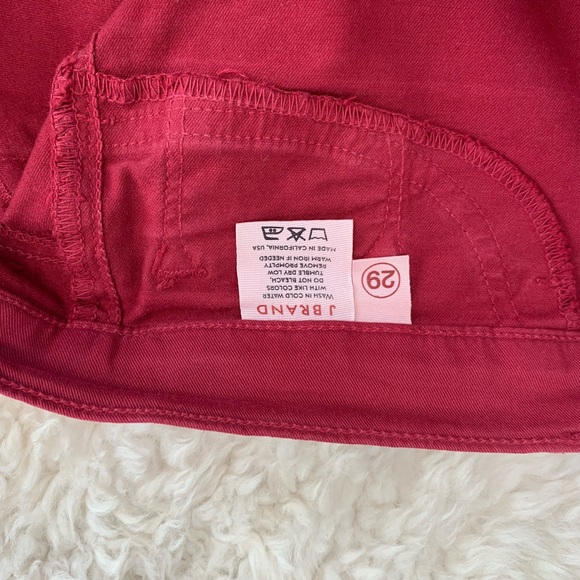 J BRAND
WASH IN COLD WATER
WITH LIKE COLORS
DO NOT BLEACH,
TUMBLE DRY LOW
REMOVE PROMPTLY
WARM IRON IF NEEDED
MADE IN CALIFORNIA, USA
29